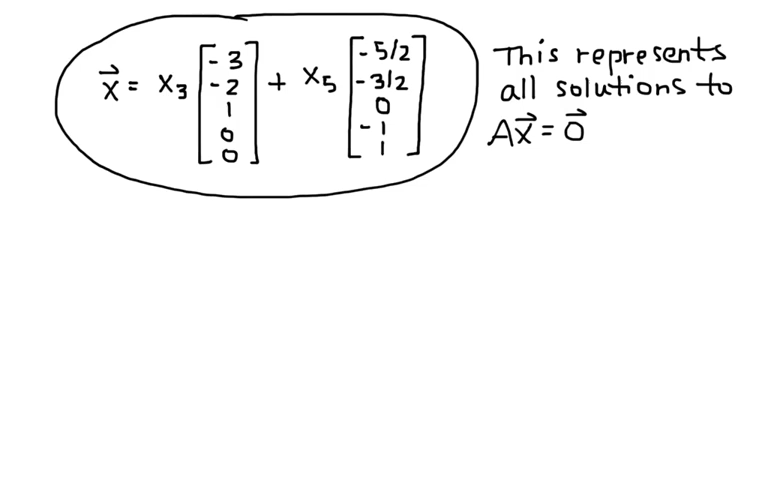 x⃗ = x₃ [-3 -2 1 0 0] + x₅ [-5/2 -3/2 0 -1 1]
This represents
all solutions to
Ax⃗ = 0⃗